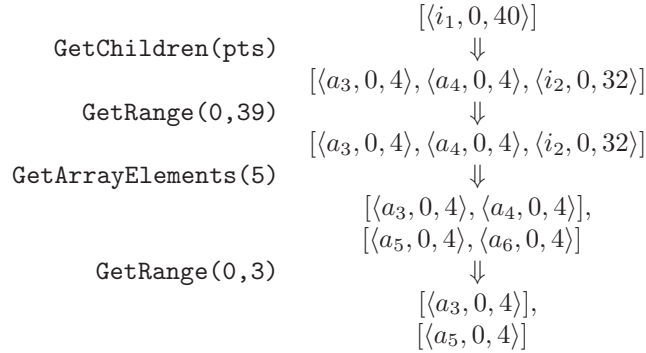 [⟨i₁, 0, 40⟩]
GetChildren(pts) ⇓
[⟨a₃, 0, 4⟩, ⟨a₄, 0, 4⟩, ⟨i₂, 0, 32⟩]
GetRange(0,39) ⇓
[⟨a₃, 0, 4⟩, ⟨a₄, 0, 4⟩, ⟨i₂, 0, 32⟩]
GetArrayElements(5) ⇓
[⟨a₃, 0, 4⟩, ⟨a₄, 0, 4⟩],
[⟨a₅, 0, 4⟩, ⟨a₆, 0, 4⟩]
GetRange(0,3) ⇓
[⟨a₃, 0, 4⟩],
[⟨a₅, 0, 4⟩]